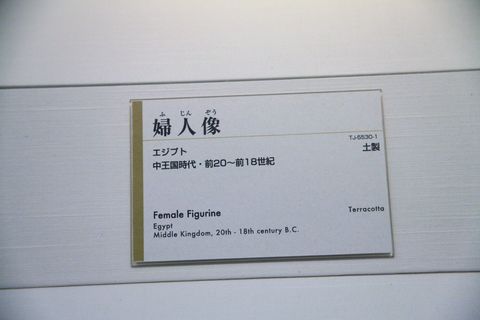 ふ じん ぞう
婦人像
TJ-5530-1
エジプト 土製
中王国時代・前20～前18世紀
Female Figurine Terracotta
Egypt
Middle Kingdom, 20th - 18th century B.C.